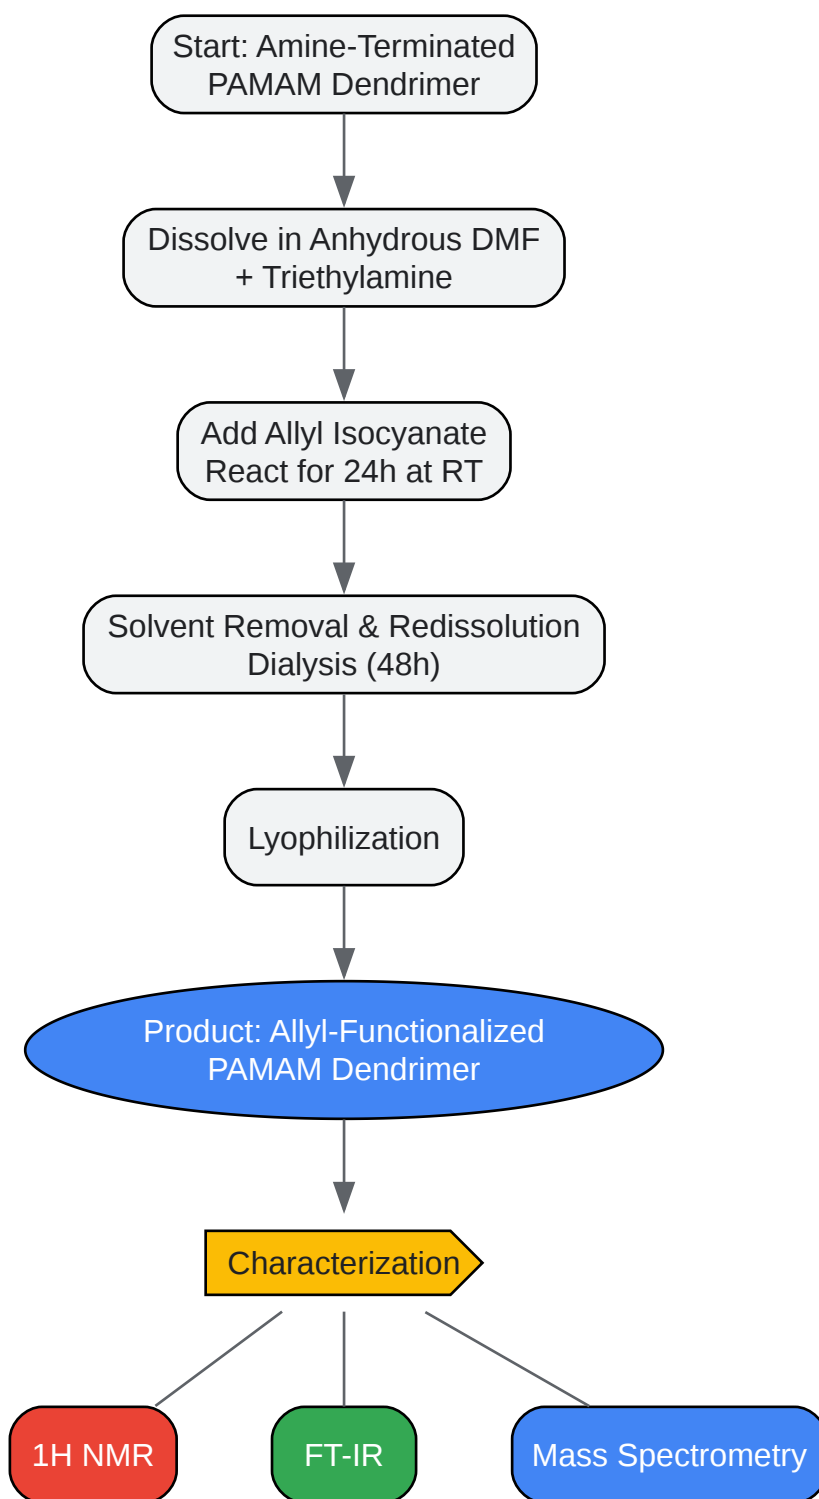 Start: Amine-Terminated
PAMAM Dendrimer
Dissolve in Anhydrous DMF
+ Triethylamine
Add Allyl Isocyanate
React for 24h at RT
Solvent Removal & Redissolution
Dialysis (48h)
Lyophilization
Product: Allyl-Functionalized
PAMAM Dendrimer
Characterization
1H NMR
FT-IR
Mass Spectrometry